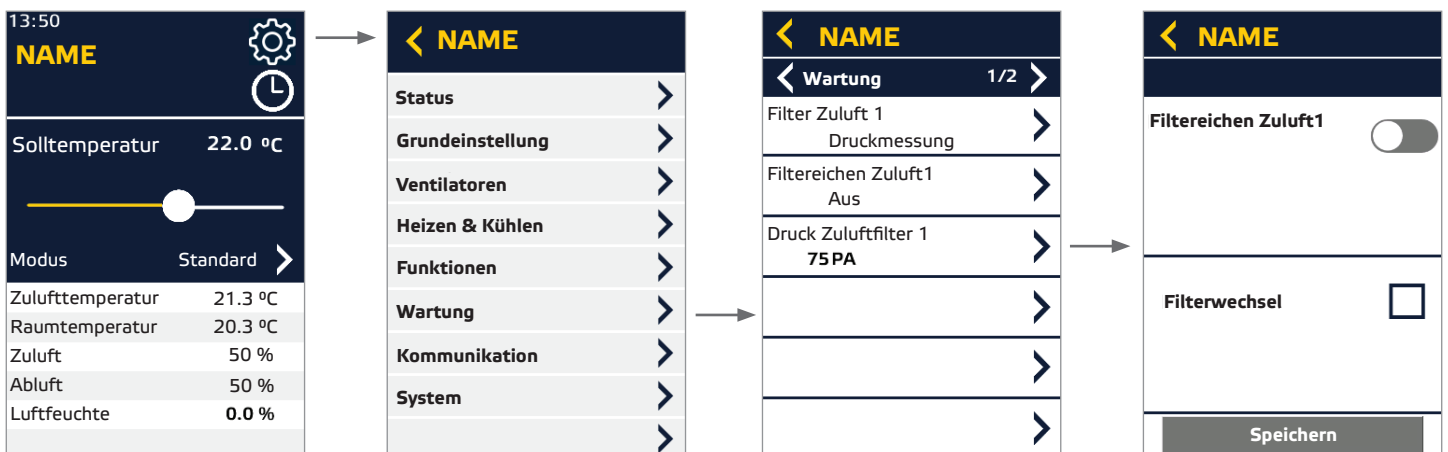 13:50
NAME
Solltemperatur 22.0 ºC
Modus Standard
Zulufttemperatur 21.3 ºC
Raumtemperatur 20.3 ºC
Zuluft 50 %
Abluft 50 %
Luftfeuchte 0.0 %
NAME
Status
Grundeinstellung
Ventilatoren
Heizen & Kühlen
Funktionen
Wartung
Kommunikation
System
NAME
Wartung 1/2
Filter Zuluft 1
Druckmessung
Filtereichen Zuluft1
Aus
Druck Zuluftfilter 1
75PA
NAME
Filtereichen Zuluft1
Filterwechsel
Speichern